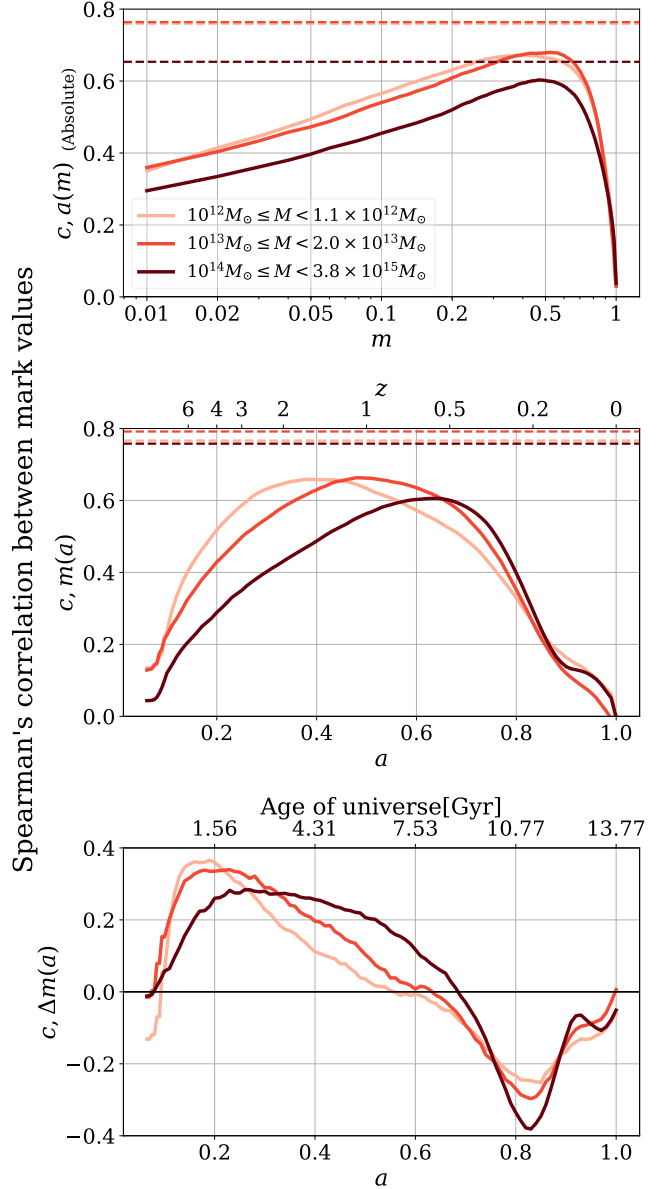 Spearman's correlation between mark values
0.8
0.6
0.4
0.2
0.0
c, a(m) (Absolute)
10¹²M⊙ ≤ M < 1.1 × 10¹²M⊙
10¹³M⊙ ≤ M < 2.0 × 10¹³M⊙
10¹⁴M⊙ ≤ M < 3.8 × 10¹⁵M⊙
0.01 0.02 0.05 0.1 0.2 0.5 1
m
z
6 4 3 2 1 0.5 0.2 0
0.8
0.6
0.4
0.2
0.0
c, m(a)
0.2 0.4 0.6 0.8 1.0
a
Age of universe[Gyr]
1.56 4.31 7.53 10.77 13.77
0.4
0.2
0.0
−0.2
−0.4
c, Δm(a)
0.2 0.4 0.6 0.8 1.0
a